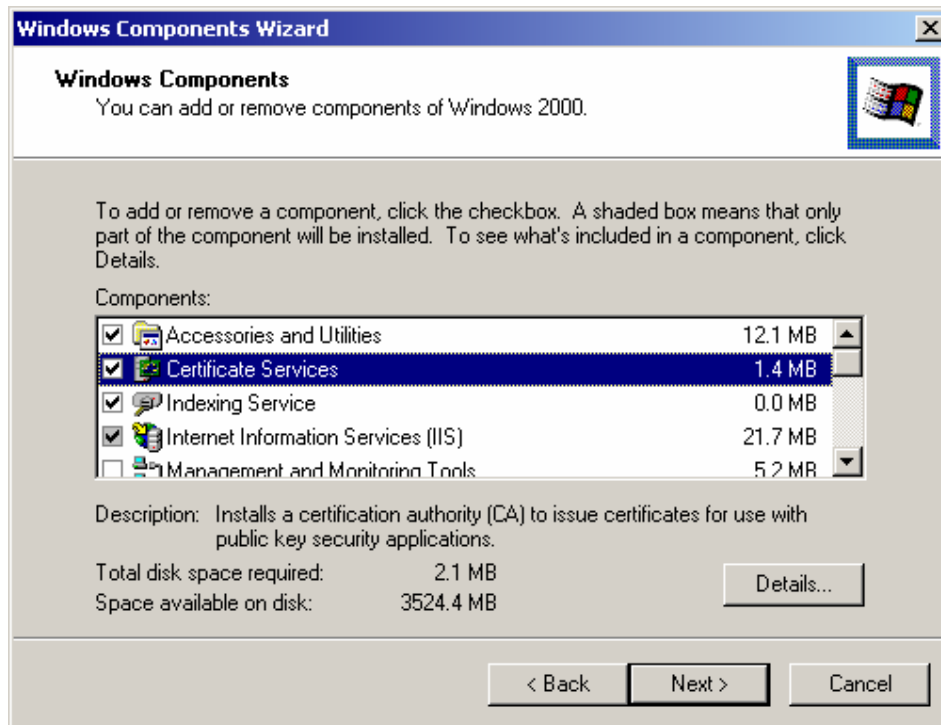 Windows Components Wizard
Windows Components
You can add or remove components of Windows 2000.
To add or remove a component, click the checkbox. A shaded box means that only
part of the component will be installed. To see what's included in a component, click
Details.
Components:
Accessories and Utilities 12.1 MB
Certificate Services 1.4 MB
Indexing Service 0.0 MB
Internet Information Services (IIS) 21.7 MB
Management and Monitoring Tools 5.2 MB
Description: Installs a certification authority (CA) to issue certificates for use with
public key security applications.
Total disk space required: 2.1 MB
Space available on disk: 3524.4 MB
Details...
< Back Next > Cancel